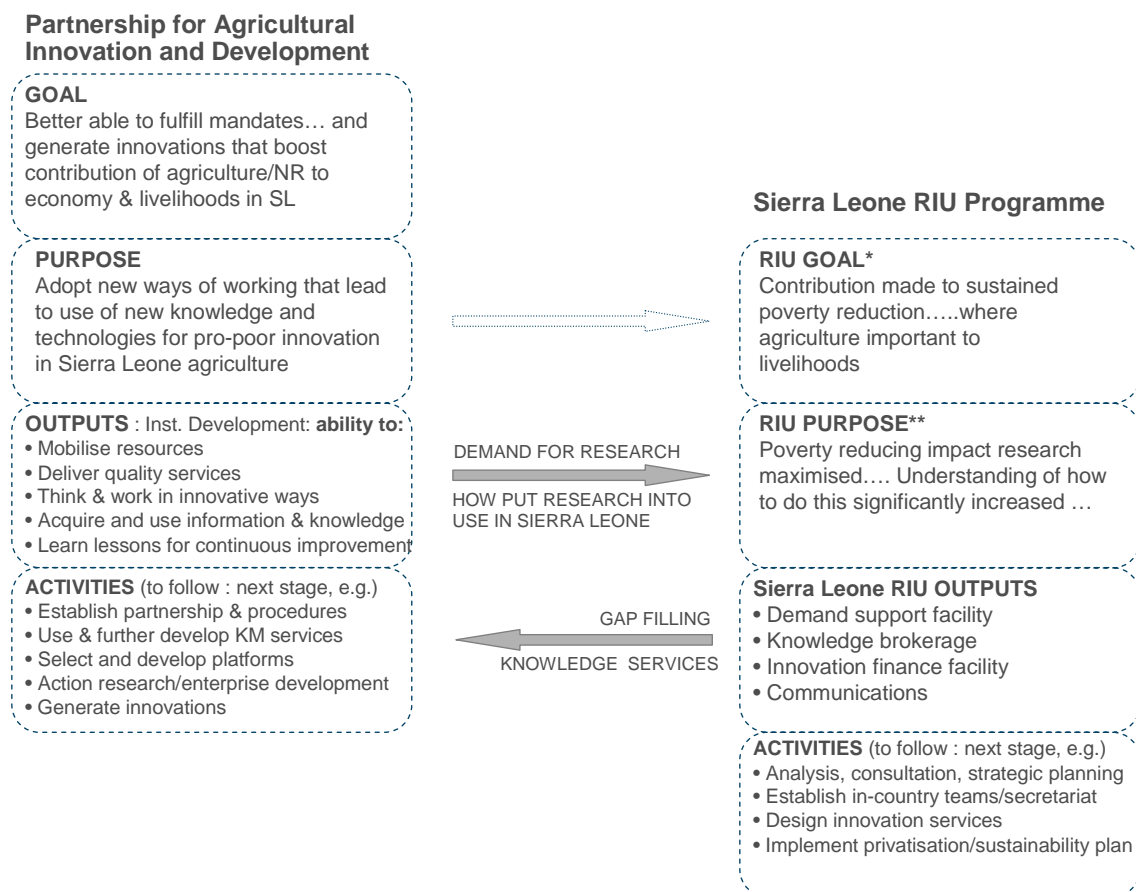 Partnership for Agricultural
Innovation and Development
GOAL
Better able to fulfill mandates… and
generate innovations that boost
contribution of agriculture/NR to
economy & livelihoods in SL
PURPOSE
Adopt new ways of working that lead
to use of new knowledge and
technologies for pro-poor innovation
in Sierra Leone agriculture
OUTPUTS : Inst. Development: ability to:
• Mobilise resources
• Deliver quality services
• Think & work in innovative ways
• Acquire and use information & knowledge
• Learn lessons for continuous improvement
ACTIVITIES (to follow : next stage, e.g.)
• Establish partnership & procedures
• Use & further develop KM services
• Select and develop platforms
• Action research/enterprise development
• Generate innovations
DEMAND FOR RESEARCH
HOW PUT RESEARCH INTO
USE IN SIERRA LEONE
GAP FILLING
KNOWLEDGE SERVICES
Sierra Leone RIU Programme
RIU GOAL*
Contribution made to sustained
poverty reduction…..where
agriculture important to
livelihoods
RIU PURPOSE**
Poverty reducing impact research
maximised…. Understanding of how
to do this significantly increased …
Sierra Leone RIU OUTPUTS
• Demand support facility
• Knowledge brokerage
• Innovation finance facility
• Communications
ACTIVITIES (to follow : next stage, e.g.)
• Analysis, consultation, strategic planning
• Establish in-country teams/secretariat
• Design innovation services
• Implement privatisation/sustainability plan